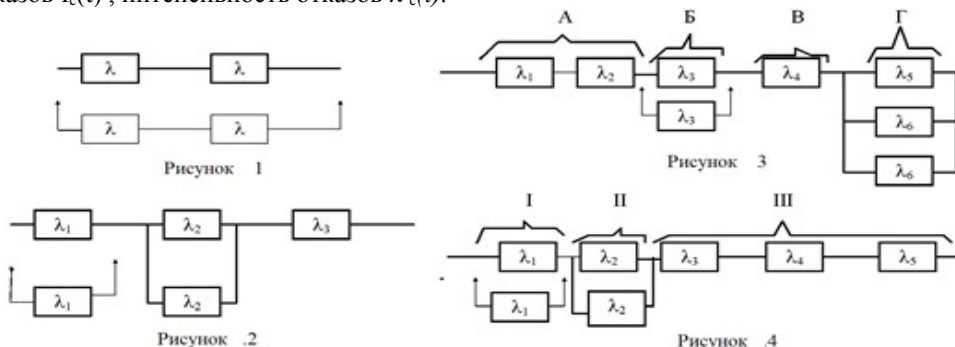 казов f_c(t), интенсивность отказов λ_c(t).
λ λ
λ λ
Рисунок 1
А Б В Г
λ₁ λ₂ λ₃ λ₄ λ₅
λ₃ λ₆
λ₆
Рисунок 3
λ₁ λ₂ λ₃
λ₁ λ₂
Рисунок .2
I II III
λ₁ λ₂ λ₃ λ₄ λ₅
λ₁ λ₂
Рисунок .4